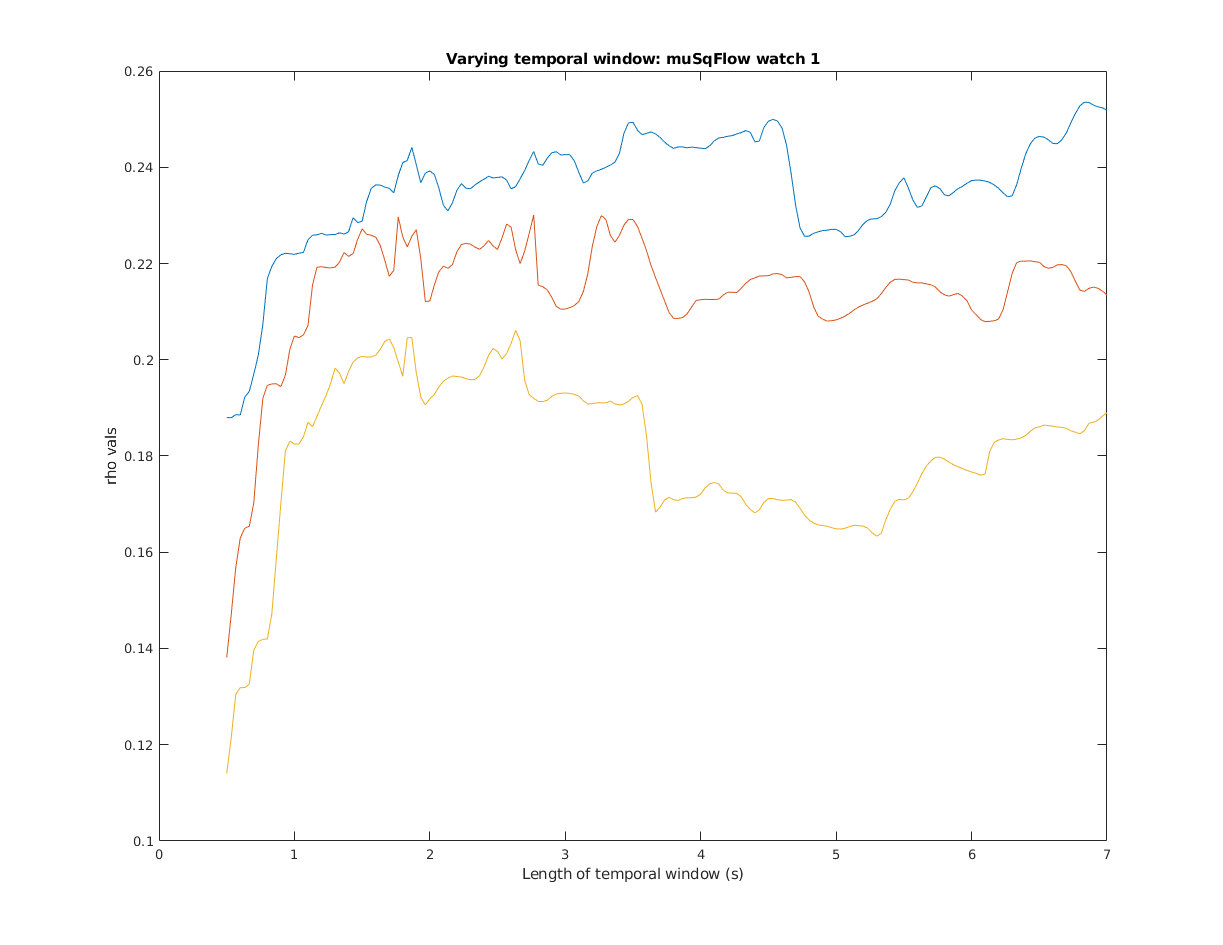 Varying temporal window: muSqFlow watch 1
0.26
0.24
0.22
0.2
0.18
0.16
0.14
0.12
0.1
rho vals
0 1 2 3 4 5 6 7
Length of temporal window (s)